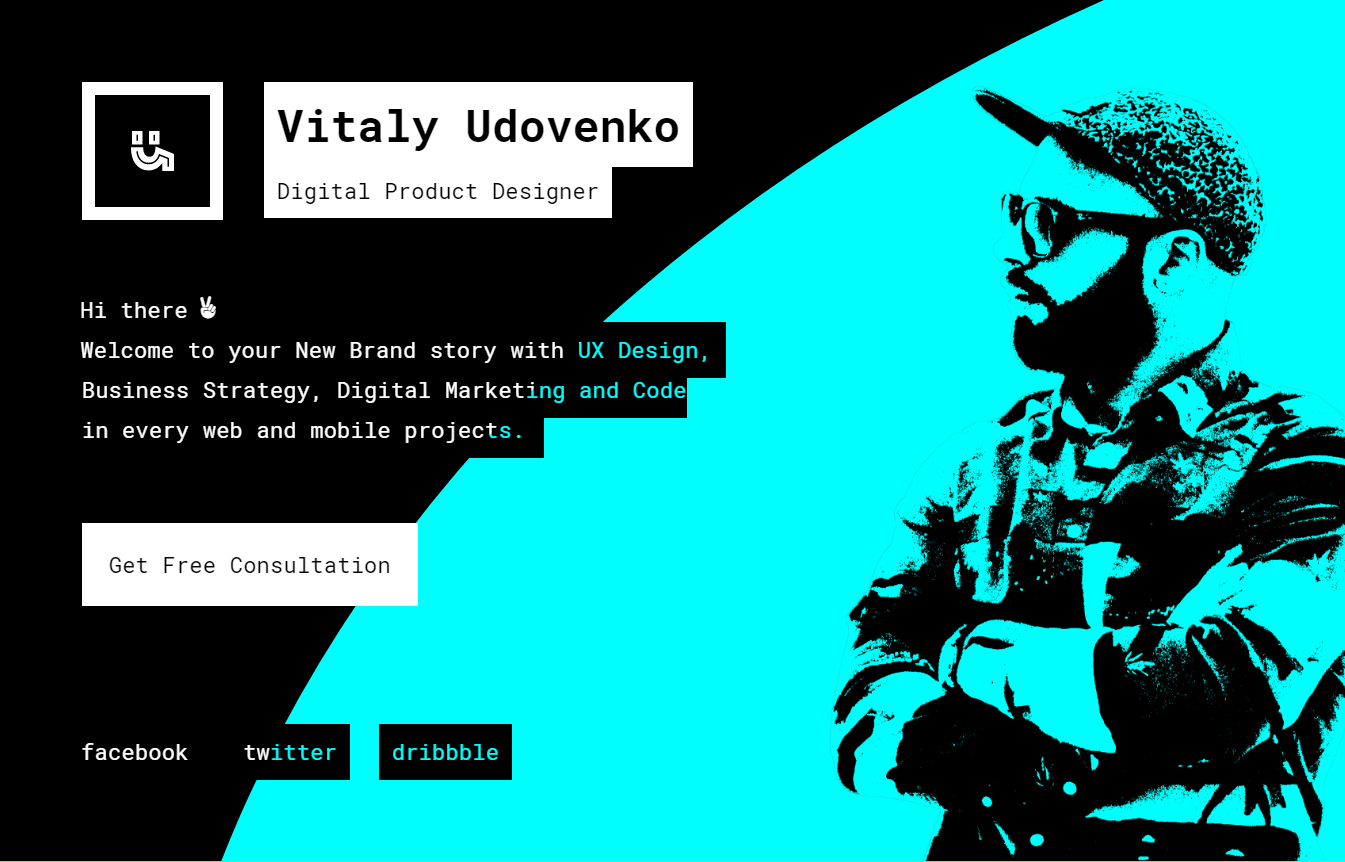 Vitaly Udovenko
Digital Product Designer
Hi there ✌
Welcome to your New Brand story with UX Design,
Business Strategy, Digital Marketing and Code
in every web and mobile projects.
Get Free Consultation
facebook twitter dribbble